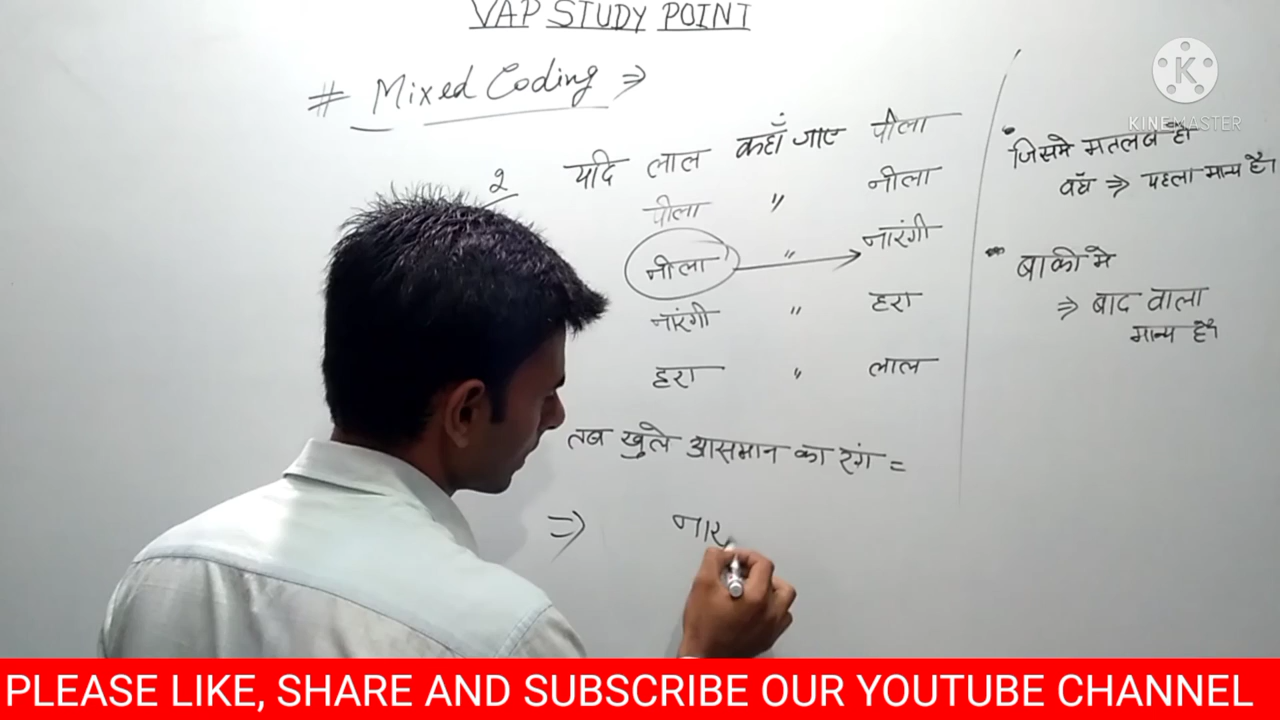 VAP STUDY POINT
# Mixed Coding ⇒
KINEMASTER
२ यदि लाल कहाँ जाए पीला
पीला " नीला
नीला " → नारंगी
नारंगी " हरा
हरा " लाल
तब खुले आसमान का रंग =
⇒ नार
• जिसमे मतलब हो
वहाँ ⇒ पहला मान्य है।
• बाकी मे
⇒ बाद वाला
मान्य है।
PLEASE LIKE, SHARE AND SUBSCRIBE OUR YOUTUBE CHANNEL